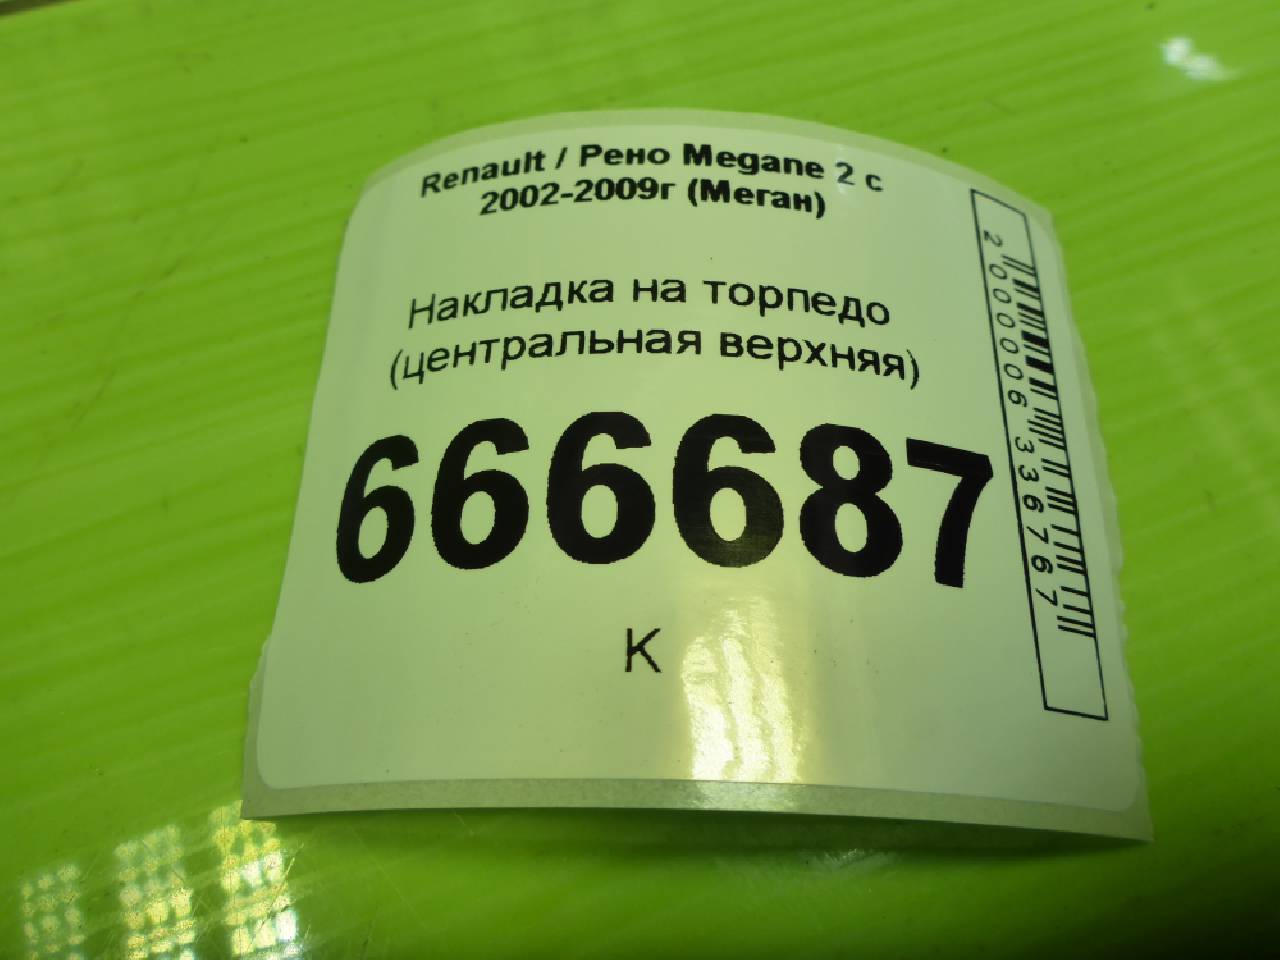 Renault / Рено Megane 2 с
2002-2009г (Меган)
Накладка на торпедо
(центральная верхняя)
666687
К
2000006336767